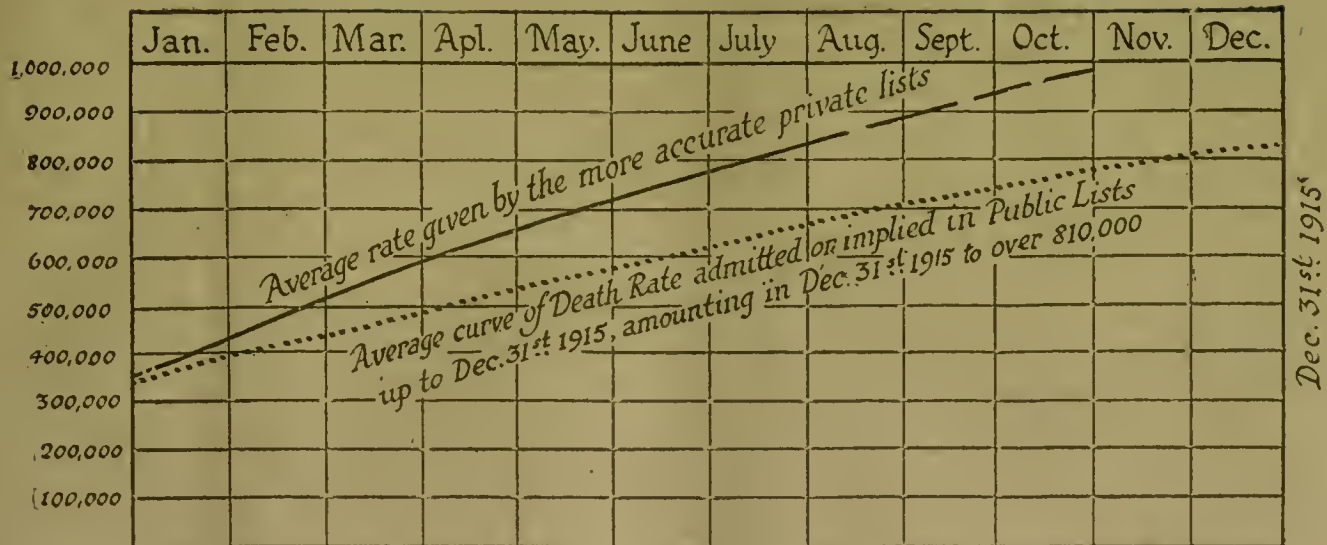 Jan. Feb. Mar. Apl. May. June July Aug. Sept. Oct. Nov. Dec.
1,000,000
900,000
800,000
700,000
600,000
500,000
400,000
300,000
200,000
100,000
Average rate given by the more accurate private lists
Average curve of Death Rate admitted or implied in Public Lists
up to Dec. 31st 1915, amounting in Dec. 31st 1915 to over 810,000
Dec. 31st 1915